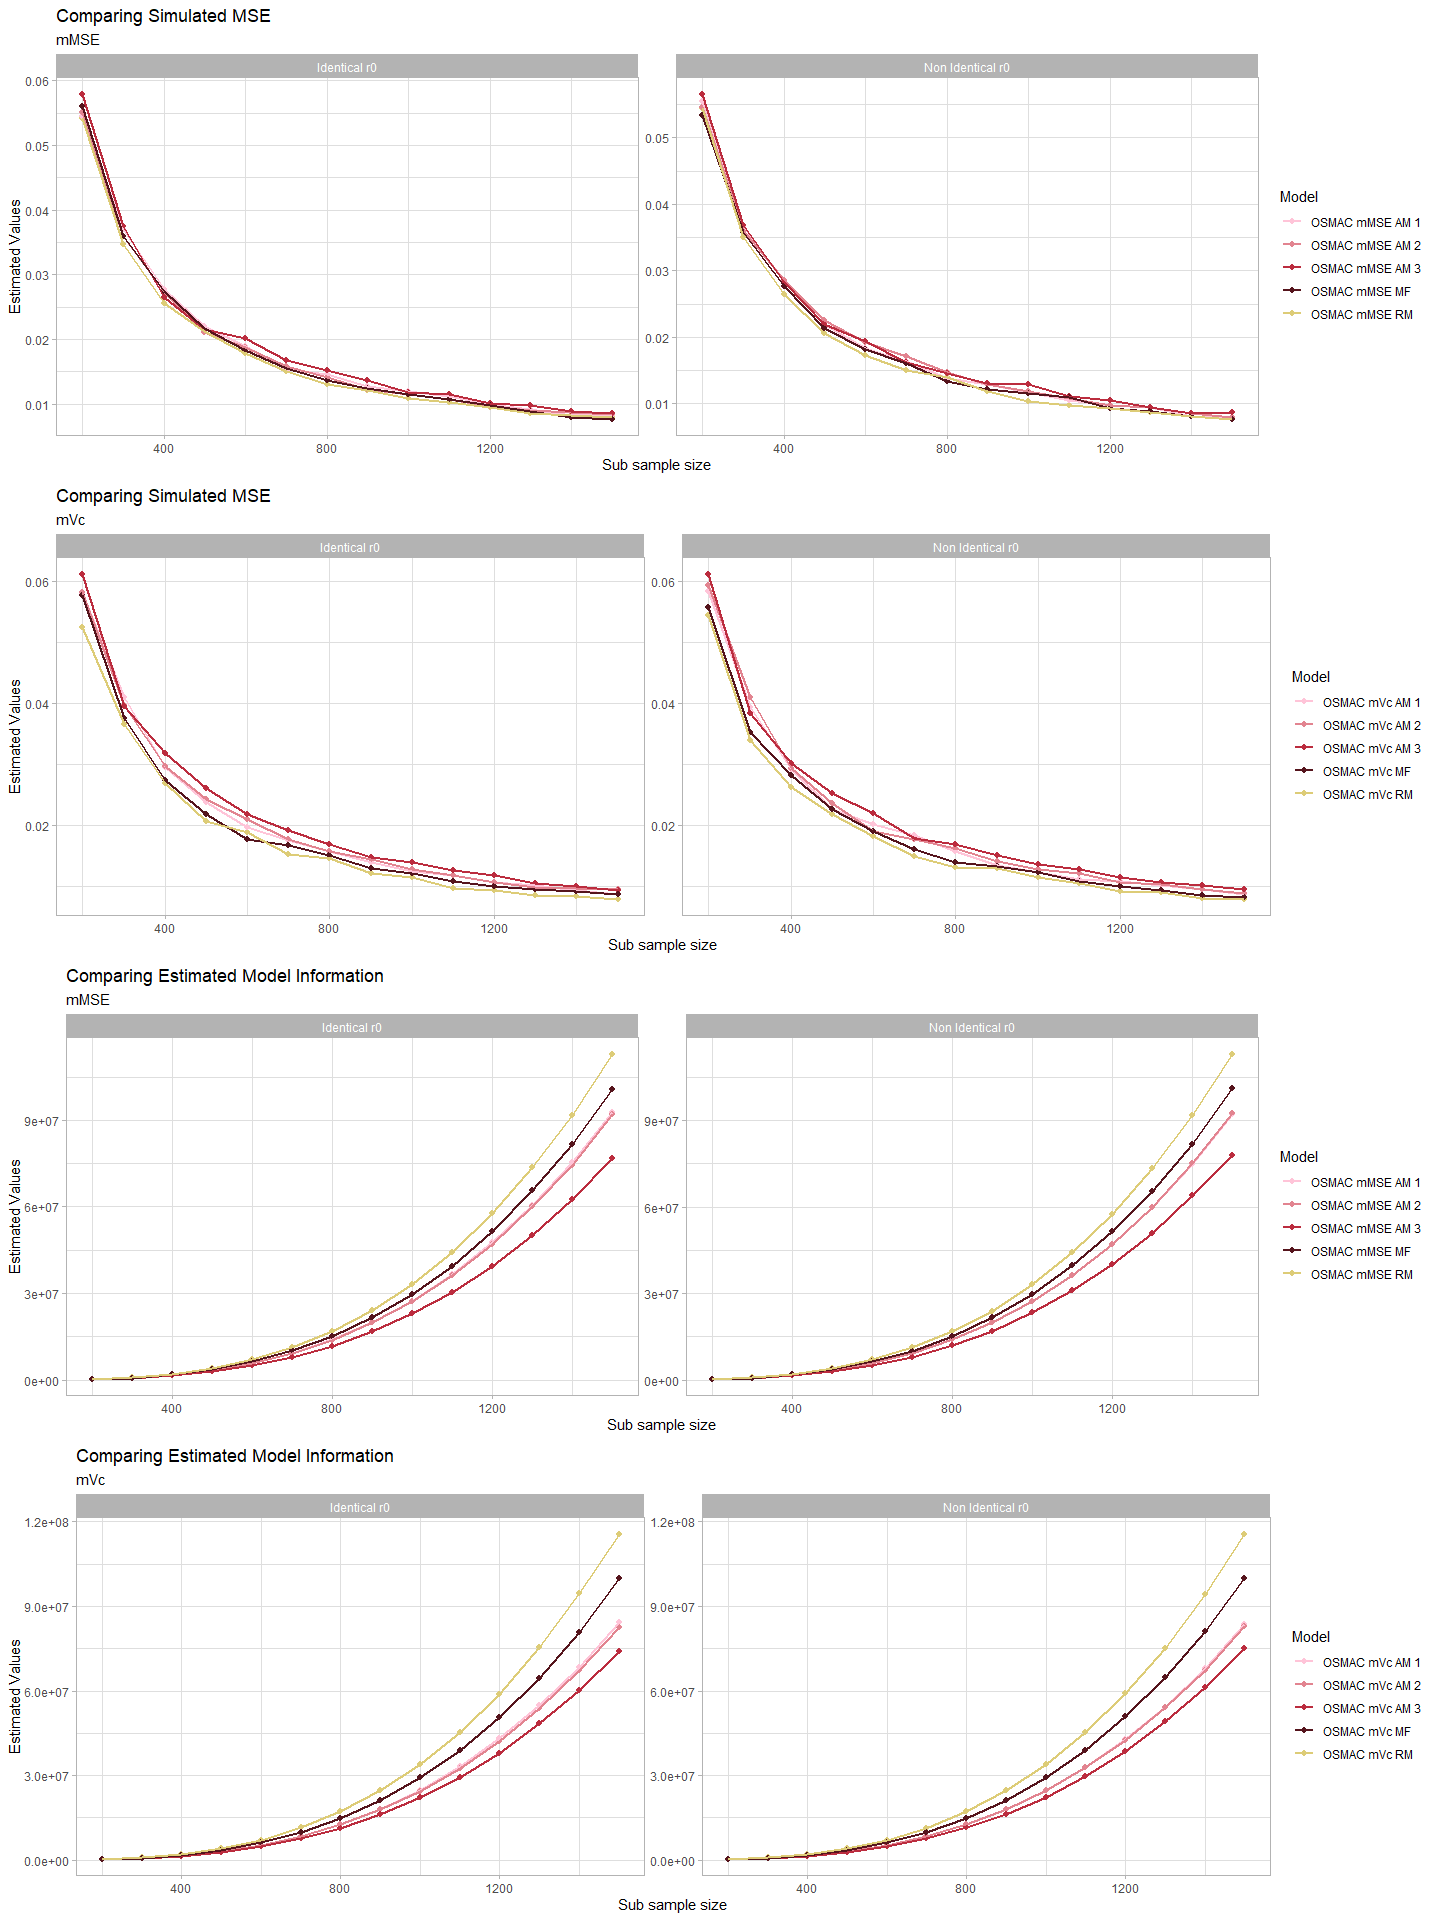 Comparing Simulated MSE
mMSE
Identical r0
Non Identical r0
0.06
0.05
0.04
0.03
0.02
0.01
0.05
0.04
0.03
0.02
0.01
Estimated Values
400
800
1200
400
800
1200
Sub sample size
Model
OSMAC mMSE AM 1
OSMAC mMSE AM 2
OSMAC mMSE AM 3
OSMAC mMSE MF
OSMAC mMSE RM
Comparing Simulated MSE
mVc
Identical r0
Non Identical r0
0.06
0.04
0.02
0.06
0.04
0.02
Estimated Values
400
800
1200
400
800
1200
Sub sample size
Model
OSMAC mVc AM 1
OSMAC mVc AM 2
OSMAC mVc AM 3
OSMAC mVc MF
OSMAC mVc RM
Comparing Estimated Model Information
mMSE
Identical r0
Non Identical r0
9e+07
6e+07
3e+07
0e+00
9e+07
6e+07
3e+07
0e+00
Estimated Values
400
800
1200
400
800
1200
Sub sample size
Model
OSMAC mMSE AM 1
OSMAC mMSE AM 2
OSMAC mMSE AM 3
OSMAC mMSE MF
OSMAC mMSE RM
Comparing Estimated Model Information
mVc
Identical r0
Non Identical r0
1.2e+08
9.0e+07
6.0e+07
3.0e+07
0.0e+00
1.2e+08
9.0e+07
6.0e+07
3.0e+07
0.0e+00
Estimated Values
400
800
1200
400
800
1200
Sub sample size
Model
OSMAC mVc AM 1
OSMAC mVc AM 2
OSMAC mVc AM 3
OSMAC mVc MF
OSMAC mVc RM